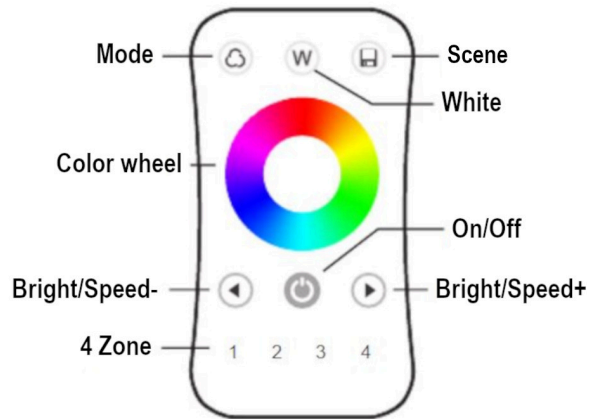 Mode
W
Scene
White
Color wheel
On/Off
Bright/Speed-
Bright/Speed+
4 Zone
1 2 3 4